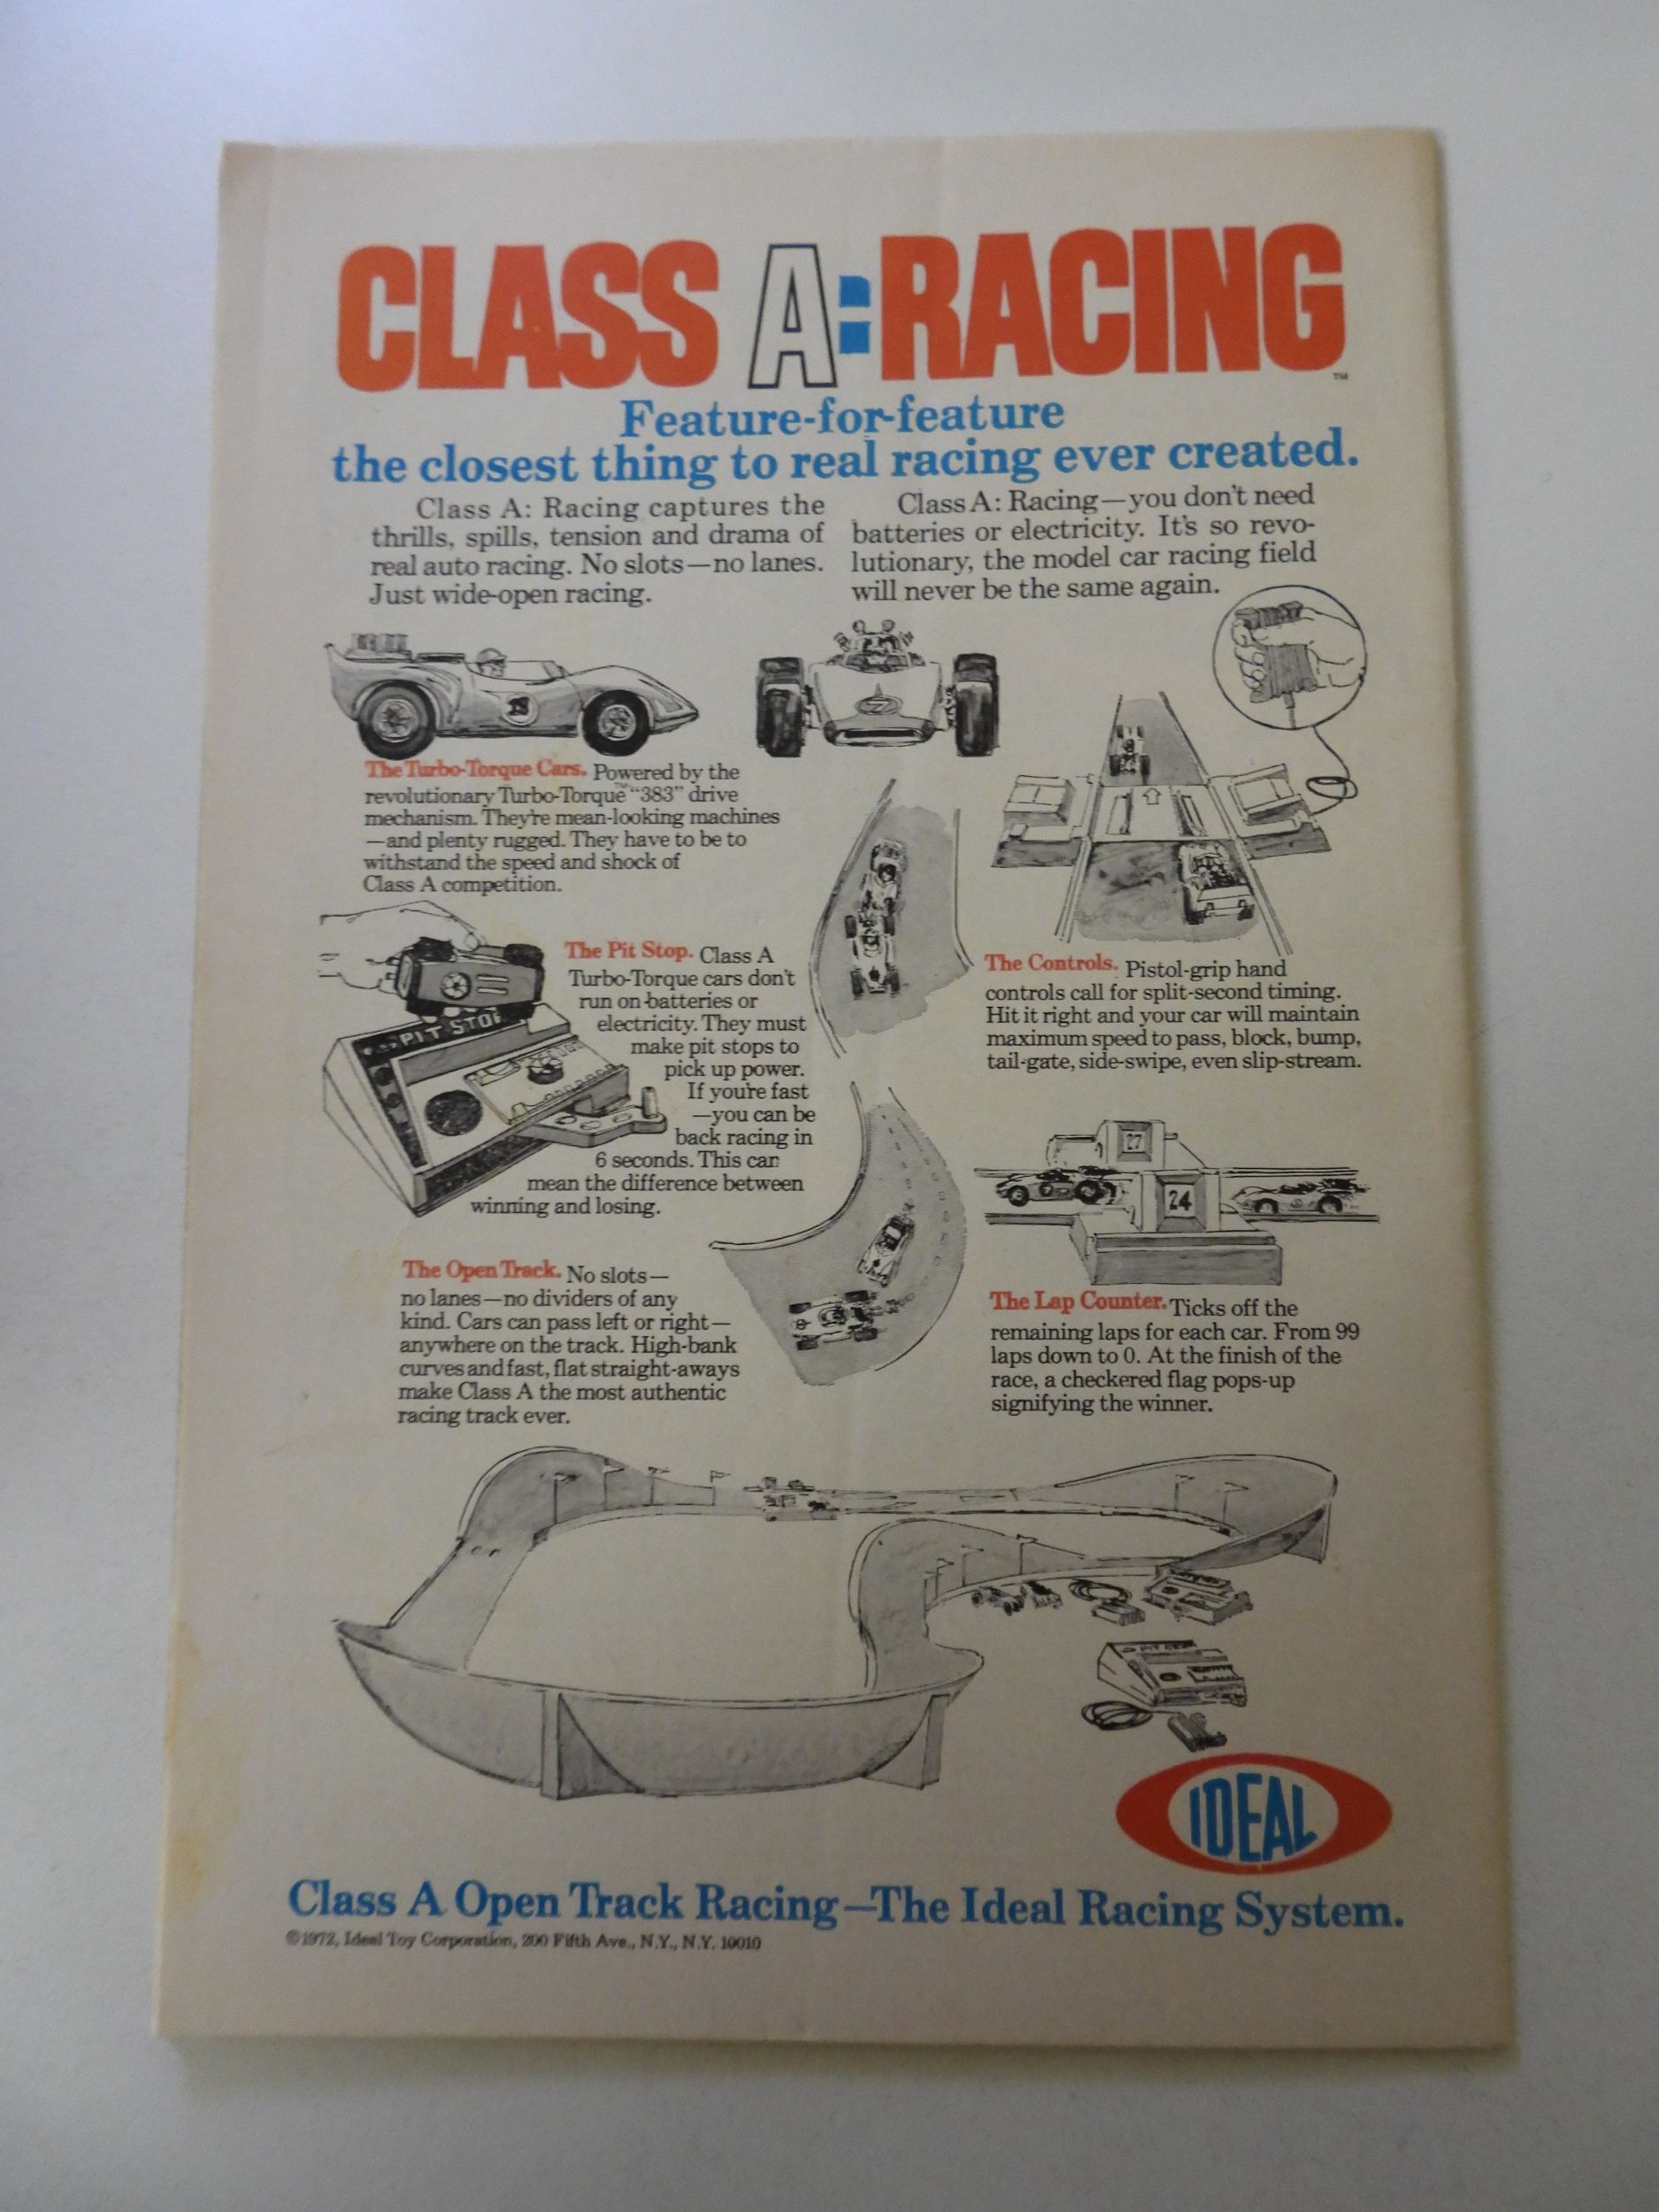 CLASS A:RACING
TM
Feature-for-feature
the closest thing to real racing ever created.
Class A: Racing captures the
thrills, spills, tension and drama of
real auto racing. No slots—no lanes.
Just wide-open racing.
Class A: Racing—you don't need
batteries or electricity. It's so revo-
lutionary, the model car racing field
will never be the same again.
7
The Turbo-Torque Cars. Powered by the
revolutionary Turbo-Torque™ "383" drive
mechanism. They're mean-looking machines
—and plenty rugged. They have to be to
withstand the speed and shock of
Class A competition.
PIT STOP
The Pit Stop. Class A
Turbo-Torque cars don't
run on batteries or
electricity. They must
make pit stops to
pick up power.
If you're fast
—you can be
back racing in
6 seconds. This can
mean the difference between
winning and losing.
The Controls. Pistol-grip hand
controls call for split-second timing.
Hit it right and your car will maintain
maximum speed to pass, block, bump,
tail-gate, side-swipe, even slip-stream.
27
24
The Open Track. No slots—
no lanes—no dividers of any
kind. Cars can pass left or right—
anywhere on the track. High-bank
curves and fast, flat straight-aways
make Class A the most authentic
racing track ever.
The Lap Counter. Ticks off the
remaining laps for each car. From 99
laps down to 0. At the finish of the
race, a checkered flag pops-up
signifying the winner.
IDEAL
Class A Open Track Racing—The Ideal Racing System.
©1972, Ideal Toy Corporation, 200 Fifth Ave., N.Y., N.Y. 10010